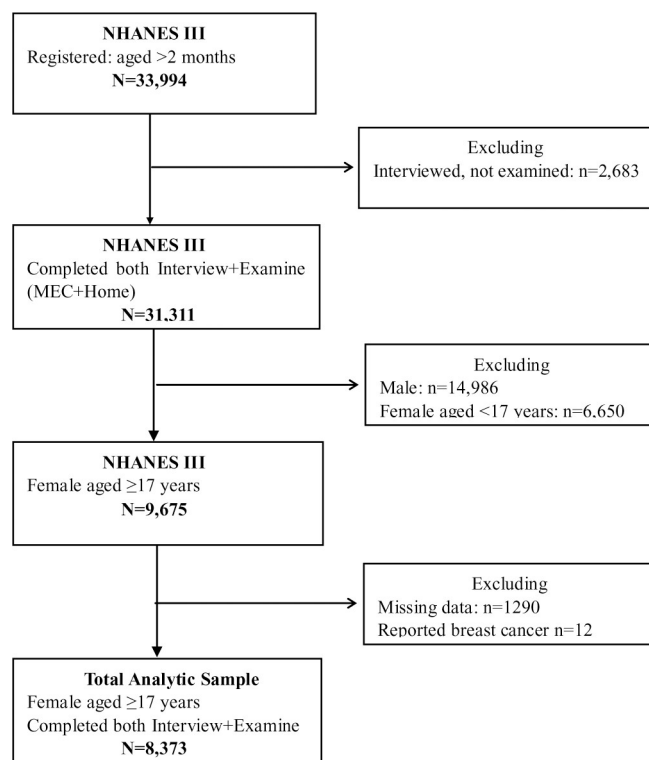 NHANES III
Registered: aged >2 months
N=33,994
Excluding
Interviewed, not examined: n=2,683
NHANES III
Completed both Interview+Examine
(MEC+Home)
N=31,311
Excluding
Male: n=14,986
Female aged <17 years: n=6,650
NHANES III
Female aged ≥17 years
N=9,675
Excluding
Missing data: n=1290
Reported breast cancer n=12
Total Analytic Sample
Female aged ≥17 years
Completed both Interview+Examine
N=8,373